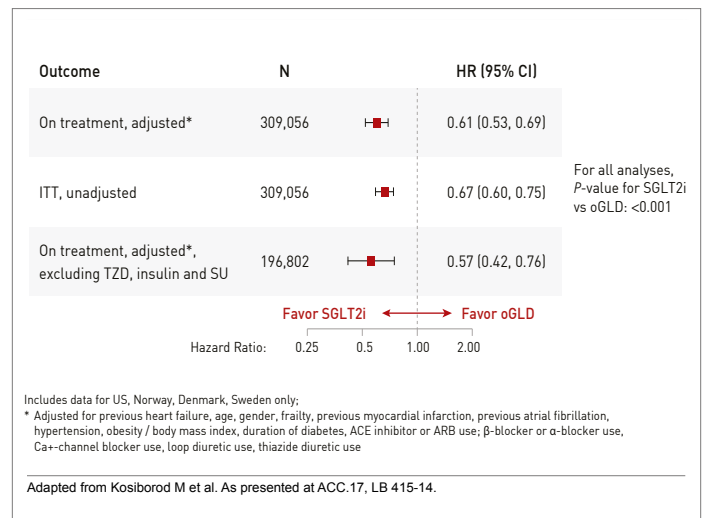 Outcome N HR (95% CI)
On treatment, adjusted* 309,056 0.61 (0.53, 0.69)
For all analyses,
P-value for SGLT2i
vs oGLD: <0.001
ITT, unadjusted 309,056 0.67 (0.60, 0.75)
On treatment, adjusted*,
excluding TZD, insulin and SU 196,802 0.57 (0.42, 0.76)
Favor SGLT2i Favor oGLD
Hazard Ratio: 0.25 0.5 1.00 2.00
Includes data for US, Norway, Denmark, Sweden only;
* Adjusted for previous heart failure, age, gender, frailty, previous myocardial infarction, previous atrial fibrillation,
hypertension, obesity / body mass index, duration of diabetes, ACE inhibitor or ARB use; β-blocker or α-blocker use,
Ca+-channel blocker use, loop diuretic use, thiazide diuretic use
Adapted from Kosiborod M et al. As presented at ACC.17, LB 415-14.